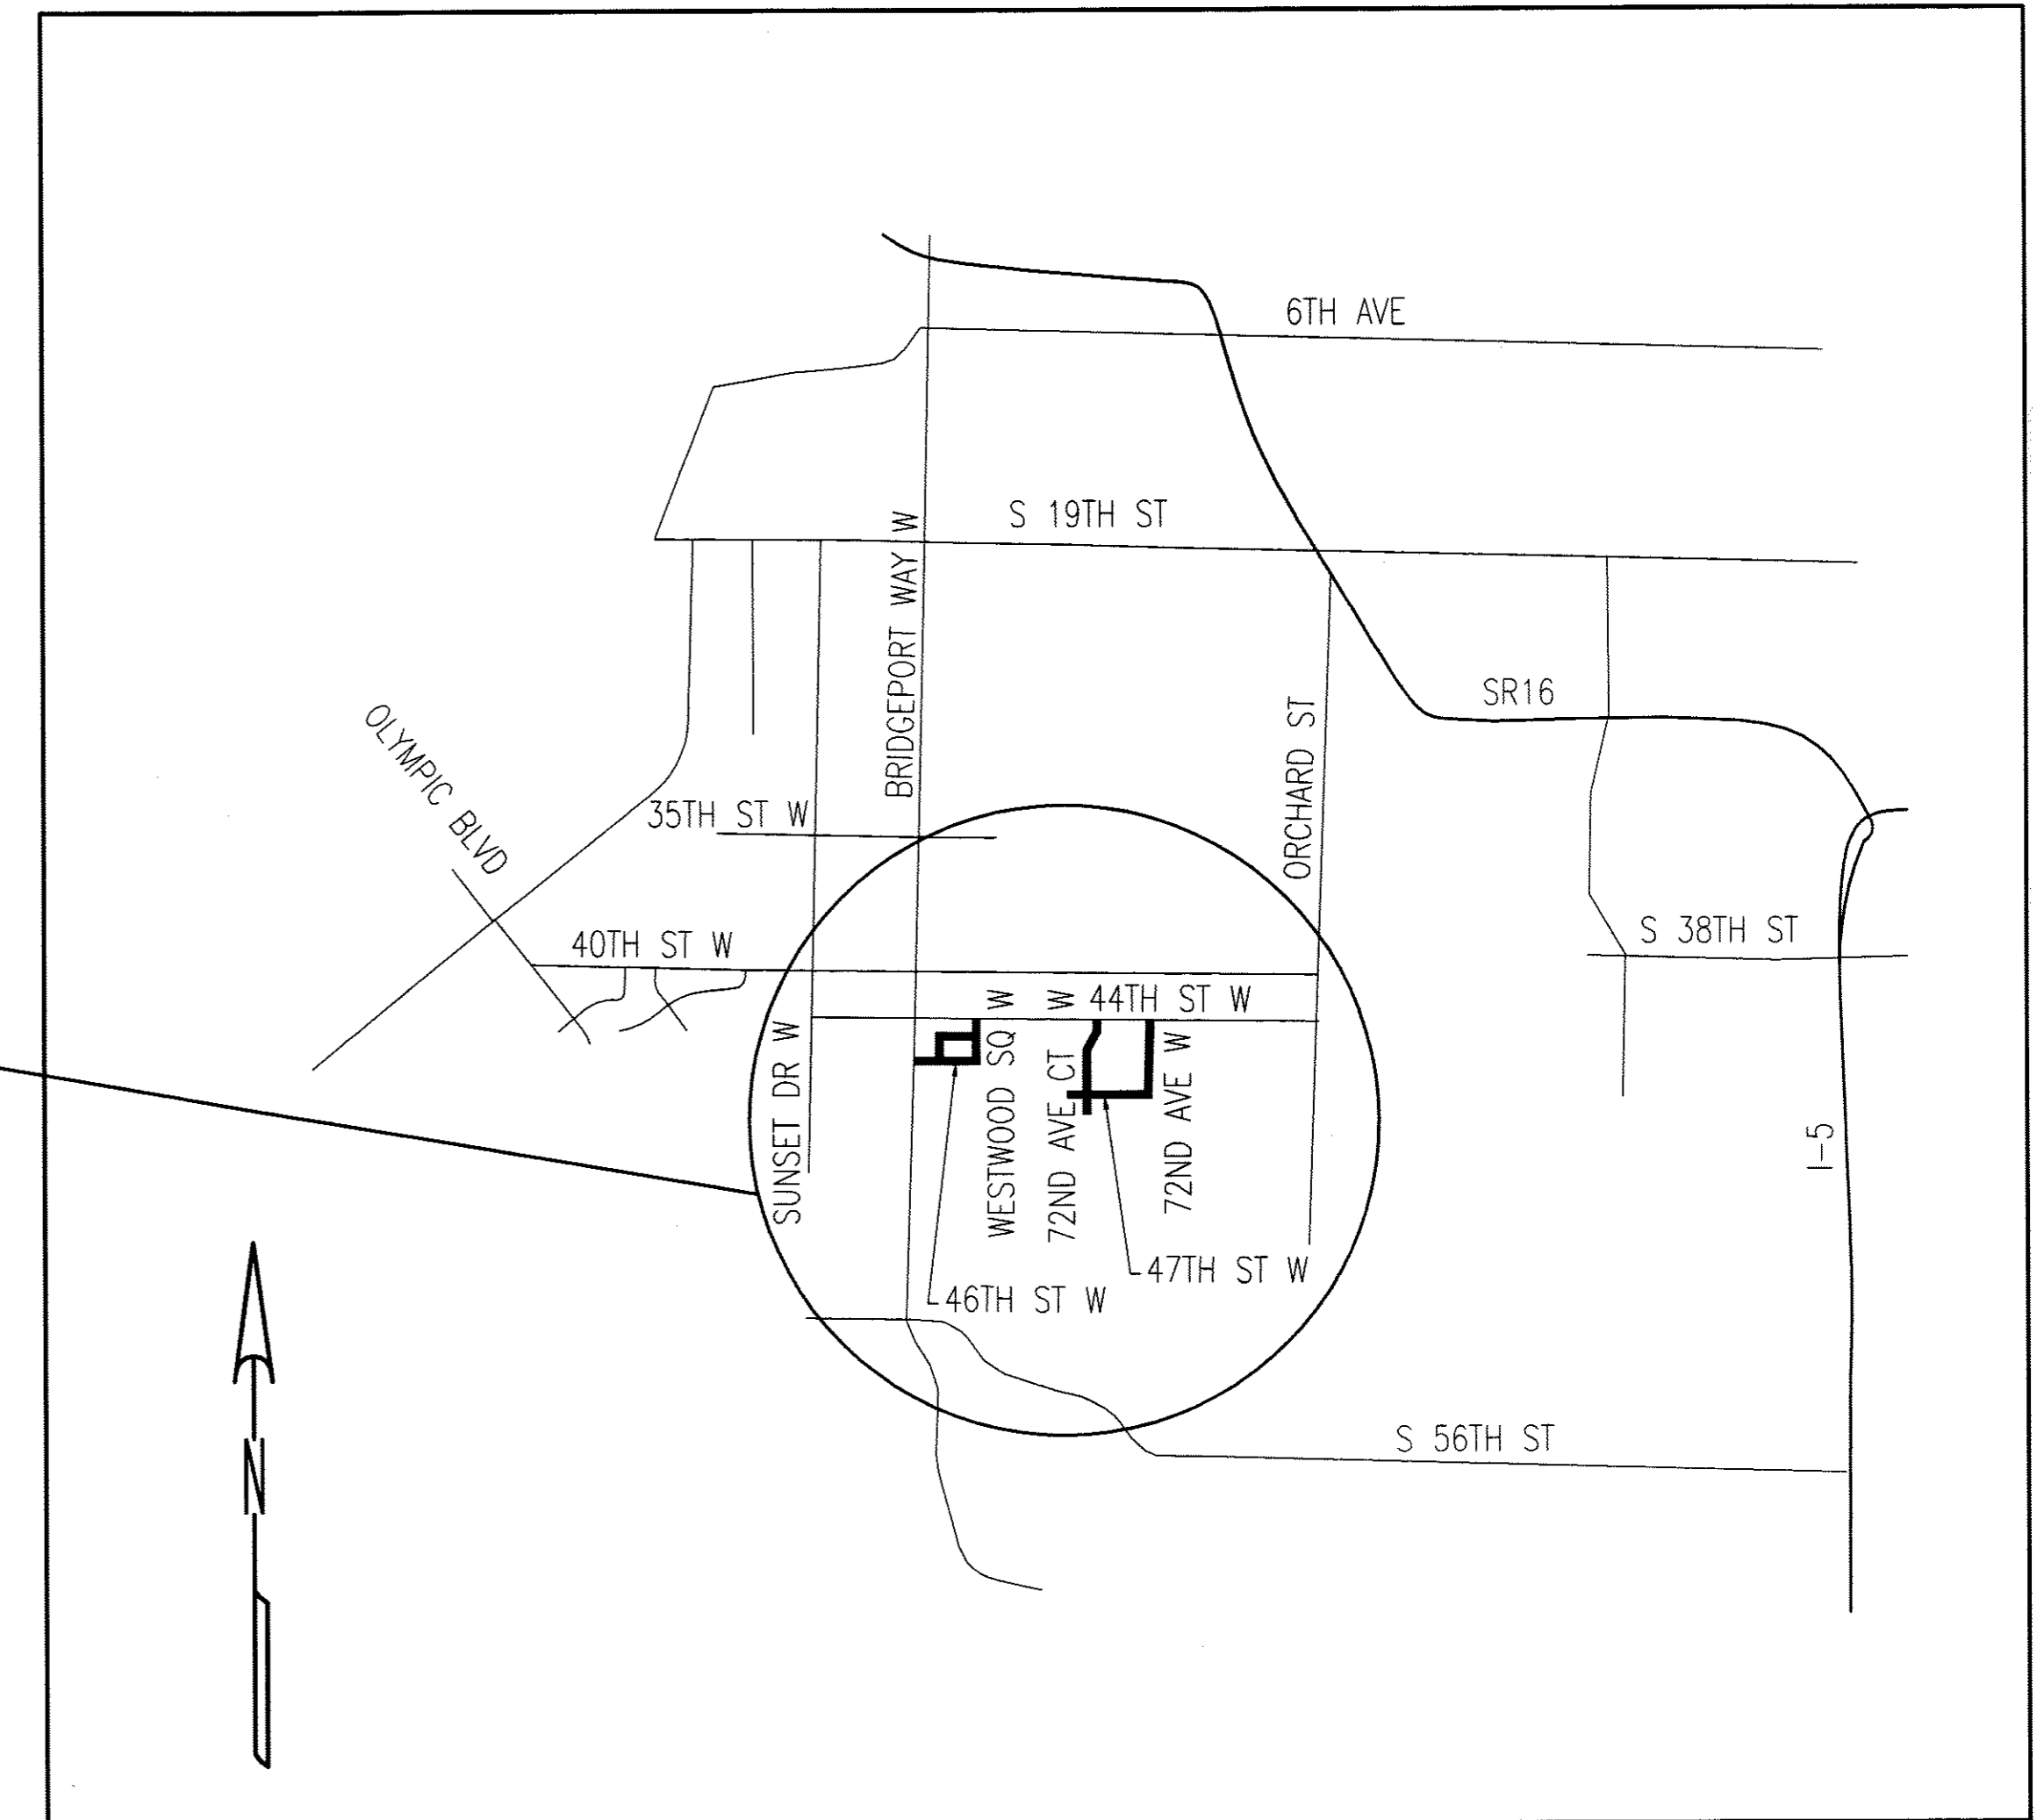 6TH AVE
S 19TH ST
BRIDGEPORT WAY W
SR16
ORCHARD ST
OLYMPIC BLVD
35TH ST W
40TH ST W
S 38TH ST
44TH ST W
SUNSET DR W
WESTWOOD SQ W
72ND AVE CT W
72ND AVE W
I-5
47TH ST W
46TH ST W
S 56TH ST
N